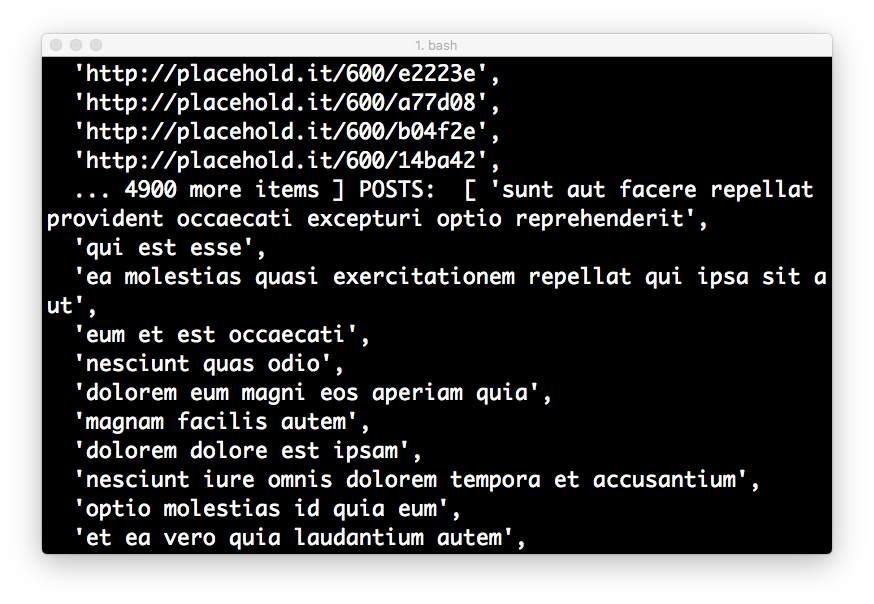 1. bash
'http://placehold.it/600/e2223e',
'http://placehold.it/600/a77d08',
'http://placehold.it/600/b04f2e',
'http://placehold.it/600/14ba42',
... 4900 more items ] POSTS:  [ 'sunt aut facere repellat
provident occaecati excepturi optio reprehenderit',
'qui est esse',
'ea molestias quasi exercitationem repellat qui ipsa sit a
ut',
'eum et est occaecati',
'nesciunt quas odio',
'dolorem eum magni eos aperiam quia',
'magnam facilis autem',
'dolorem dolore est ipsam',
'nesciunt iure omnis dolorem tempora et accusantium',
'optio molestias id quia eum',
'et ea vero quia laudantium autem',